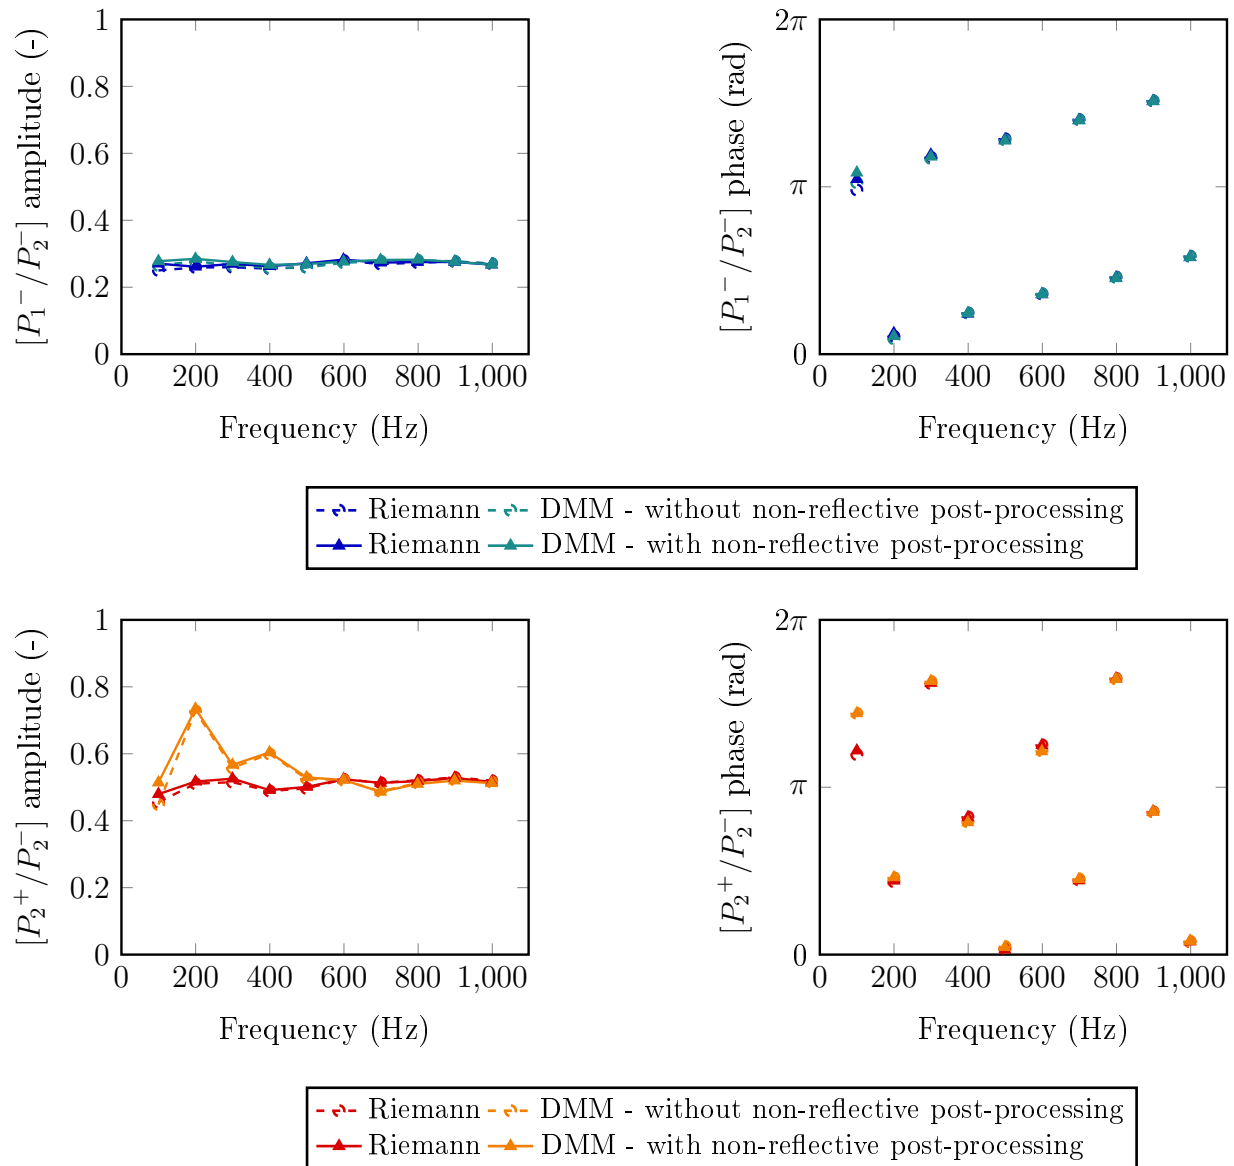 1
0.8
0.6
0.4
0.2
0
0 200 400 600 800 1,000
Frequency (Hz)
[P₁⁻/P₂⁻] amplitude (-)
2π
π
0
0 200 400 600 800 1,000
Frequency (Hz)
[P₁⁻/P₂⁻] phase (rad)
Riemann DMM - without non-reflective post-processing
Riemann DMM - with non-reflective post-processing
1
0.8
0.6
0.4
0.2
0
0 200 400 600 800 1,000
Frequency (Hz)
[P₂⁺/P₂⁻] amplitude (-)
2π
π
0
0 200 400 600 800 1,000
Frequency (Hz)
[P₂⁺/P₂⁻] phase (rad)
Riemann DMM - without non-reflective post-processing
Riemann DMM - with non-reflective post-processing